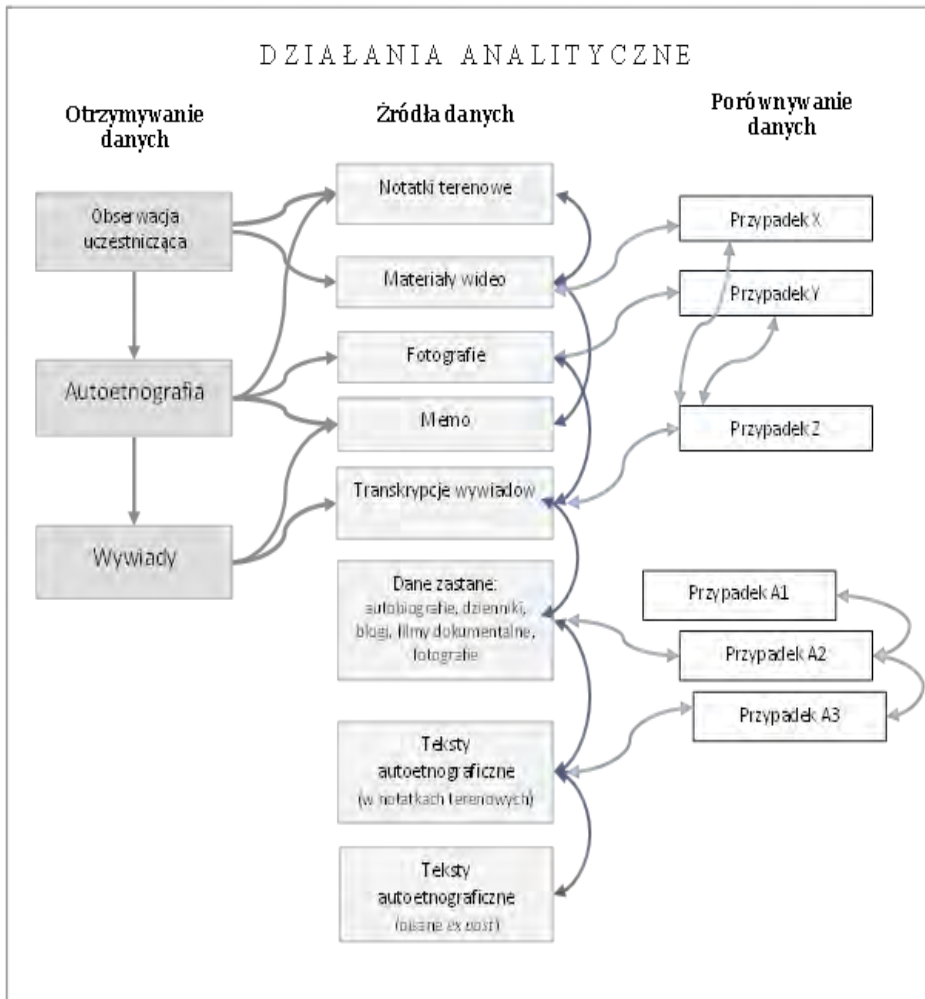 DZIAŁANIA ANALITYCZNE
Otrzymywanie
danych
Źródła danych
Porównywanie
danych
Obserwacja
uczestnicząca
Autoetnografia
Wywiady
Notatki terenowe
Materiały wideo
Fotografie
Memo
Transkrypcje wywiadów
Dane zastane:
autobiografie, dzienniki,
blogi, filmy dokumentalne,
fotografie
Teksty
autoetnograficzne
(w notatkach terenowych)
Teksty
autoetnograficzne
(pisane ex post)
Przypadek X
Przypadek Y
Przypadek Z
Przypadek A1
Przypadek A2
Przypadek A3